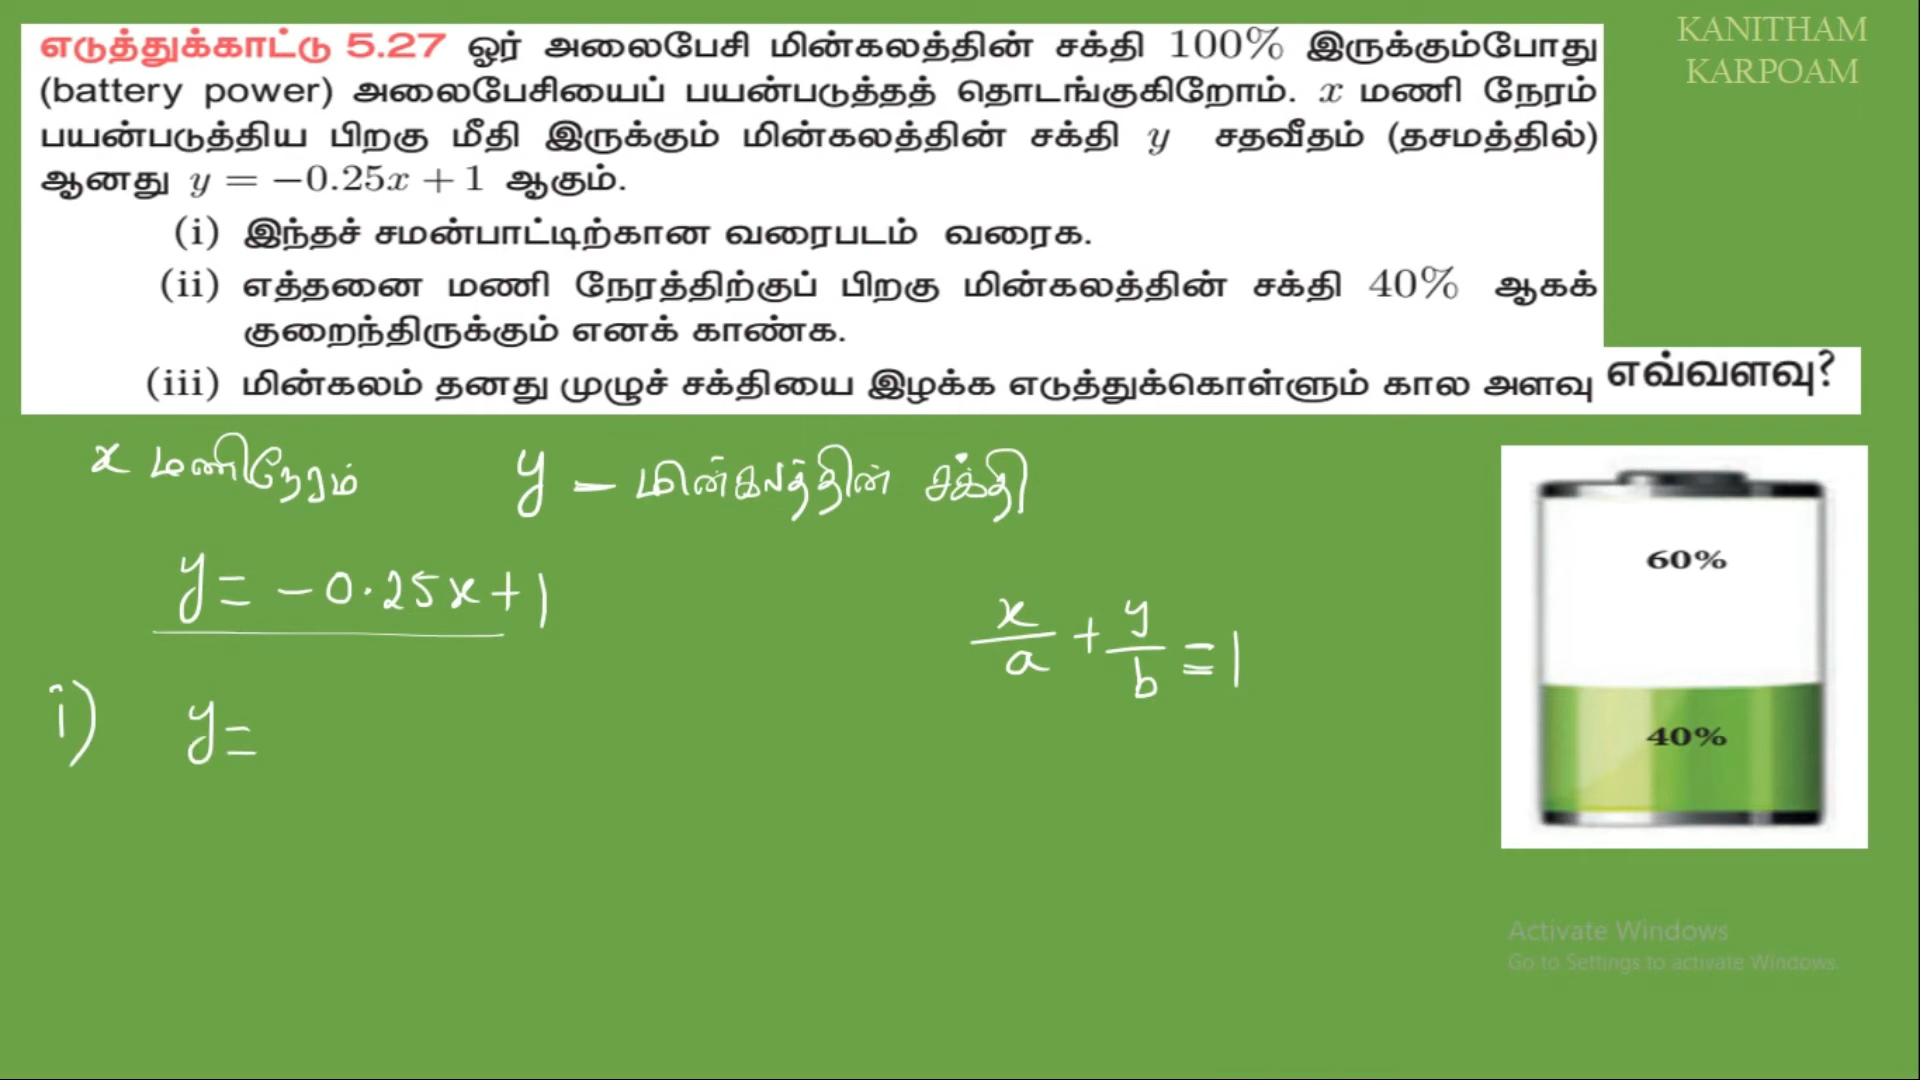 எடுத்துக்காட்டு 5.27 ஓர் அலைபேசி மின்கலத்தின் சக்தி 100% இருக்கும்போது
(battery power) அலைபேசியைப் பயன்படுத்தத் தொடங்குகிறோம். x மணி நேரம்
பயன்படுத்திய பிறகு மீதி இருக்கும் மின்கலத்தின் சக்தி y சதவீதம் (தசமத்தில்)
ஆனது y = −0.25x + 1 ஆகும்.
(i) இந்தச் சமன்பாட்டிற்கான வரைபடம் வரைக.
(ii) எத்தனை மணி நேரத்திற்குப் பிறகு மின்கலத்தின் சக்தி 40% ஆகக்
குறைந்திருக்கும் எனக் காண்க.
(iii) மின்கலம் தனது முழுச் சக்தியை இழக்க எடுத்துக்கொள்ளும் கால அளவு எவ்வளவு?
KANITHAM
KARPOAM
x மணிநேரம் y – மின்கலத்தின் சக்தி
y = -0.25x+1
x/a + y/b = 1
i) y=
60%
40%
Activate Windows
Go to Settings to activate Windows.